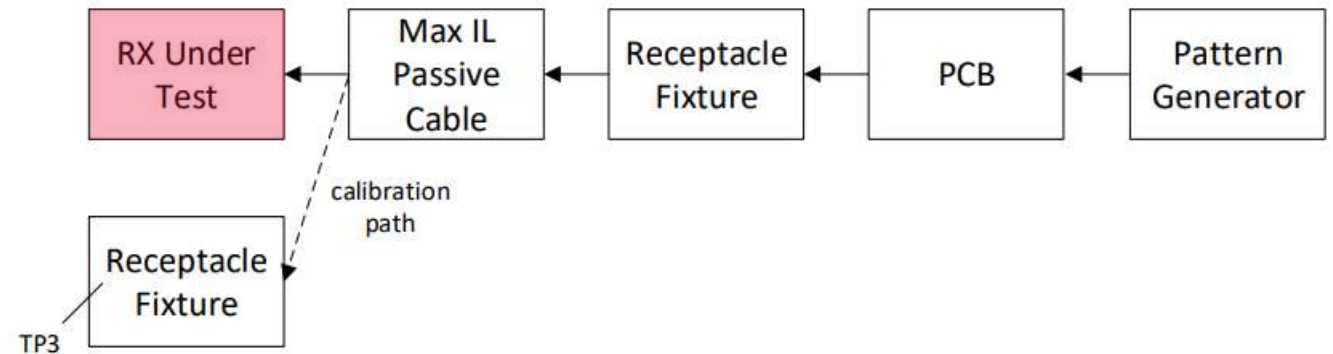 RX Under
Test
Max IL
Passive
Cable
Receptacle
Fixture
PCB
Pattern
Generator
calibration
path
Receptacle
Fixture
TP3